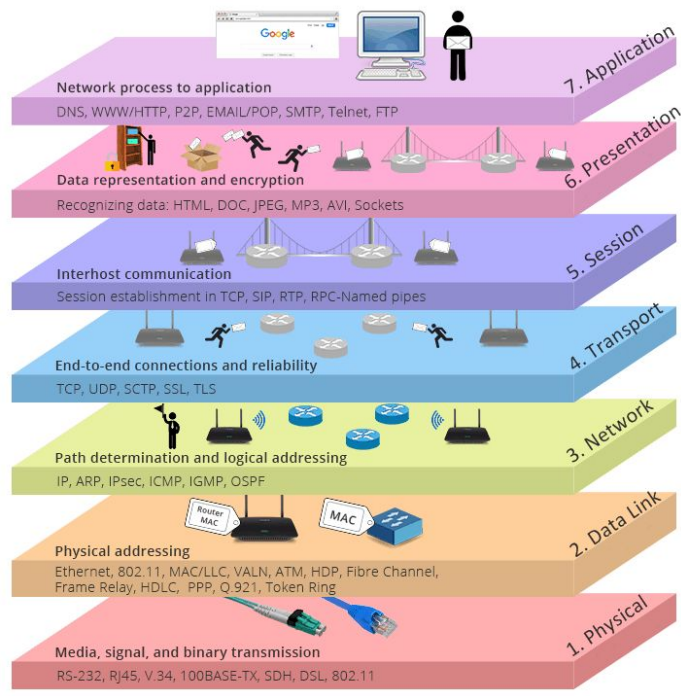 Google
7. Application
Network process to application
DNS, WWW/HTTP, P2P, EMAIL/POP, SMTP, Telnet, FTP
6. Presentation
Data representation and encryption
Recognizing data: HTML, DOC, JPEG, MP3, AVI, Sockets
5. Session
Interhost communication
Session establishment in TCP, SIP, RTP, RPC-Named pipes
4. Transport
End-to-end connections and reliability
TCP, UDP, SCTP, SSL, TLS
3. Network
Path determination and logical addressing
IP, ARP, IPsec, ICMP, IGMP, OSPF
Router
MAC
MAC
2. Data Link
Physical addressing
Ethernet, 802.11, MAC/LLC, VALN, ATM, HDP, Fibre Channel,
Frame Relay, HDLC, PPP, Q.921, Token Ring
1. Physical
Media, signal, and binary transmission
RS-232, RJ45, V.34, 100BASE-TX, SDH, DSL, 802.11